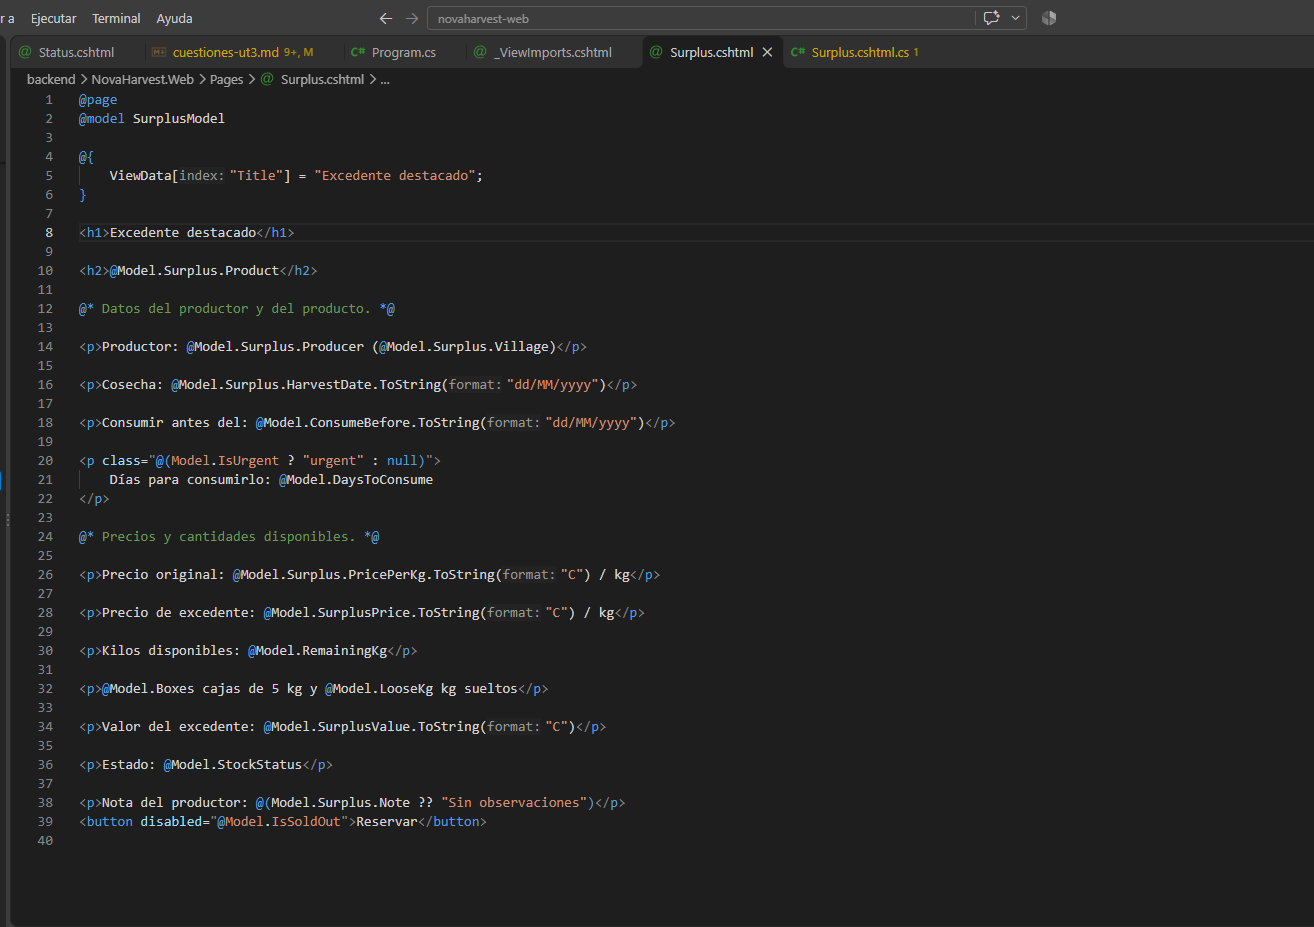 r a Ejecutar Terminal Ayuda novaharvest-web
Status.cshtml cuestiones-ut3.md 9+, M C# Program.cs _ViewImports.cshtml Surplus.cshtml C# Surplus.cshtml.cs 1
backend > NovaHarvest.Web > Pages > Surplus.cshtml > ...
1 @page
2 @model SurplusModel
3
4 @{
5 ViewData[index: "Title"] = "Excedente destacado";
6 }
7
8 <h1>Excedente destacado</h1>
9
10 <h2>@Model.Surplus.Product</h2>
11
12 @* Datos del productor y del producto. *@
13
14 <p>Productor: @Model.Surplus.Producer (@Model.Surplus.Village)</p>
15
16 <p>Cosecha: @Model.Surplus.HarvestDate.ToString(format: "dd/MM/yyyy")</p>
17
18 <p>Consumir antes del: @Model.ConsumeBefore.ToString(format: "dd/MM/yyyy")</p>
19
20 <p class="@(Model.IsUrgent ? "urgent" : null)">
21 Días para consumirlo: @Model.DaysToConsume
22 </p>
23
24 @* Precios y cantidades disponibles. *@
25
26 <p>Precio original: @Model.Surplus.PricePerKg.ToString(format: "C") / kg</p>
27
28 <p>Precio de excedente: @Model.SurplusPrice.ToString(format: "C") / kg</p>
29
30 <p>Kilos disponibles: @Model.RemainingKg</p>
31
32 <p>@Model.Boxes cajas de 5 kg y @Model.LooseKg kg sueltos</p>
33
34 <p>Valor del excedente: @Model.SurplusValue.ToString(format: "C")</p>
35
36 <p>Estado: @Model.StockStatus</p>
37
38 <p>Nota del productor: @(Model.Surplus.Note ?? "Sin observaciones")</p>
39 <button disabled="@Model.IsSoldOut">Reservar</button>
40